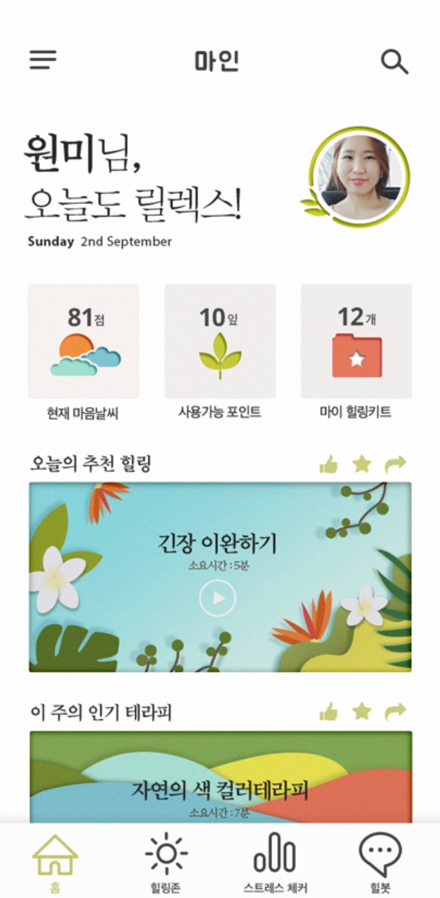 마인
원미님,
오늘도 릴렉스!
Sunday 2nd September
81점
10잎
12개
현재 마음날씨
사용가능 포인트
마이 힐링키트
오늘의 추천 힐링
긴장 이완하기
소요시간 : 5분
이 주의 인기 테라피
자연의 색 컬러테라피
소요시간 : 7분
홈
힐링존
스트레스 체커
힐봇